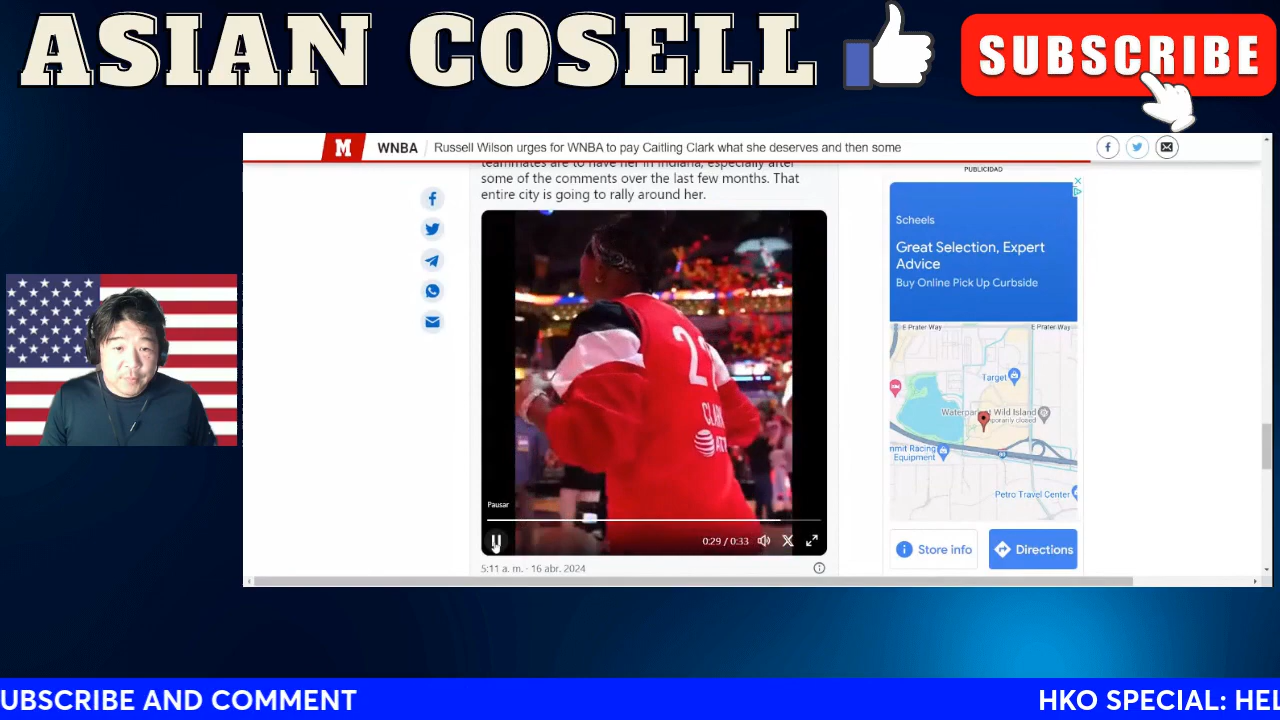 ASIAN COSELL
SUBSCRIBE
M WNBA Russell Wilson urges for WNBA to pay Caitling Clark what she deserves and then some
teammates are to have her in Indiana, especially after
some of the comments over the last few months. That
entire city is going to rally around her.
PUBLICIDAD
Scheels
Great Selection, Expert
Advice
Buy Online Pick Up Curbside
E Prater Way
E Prater Way
Target
Wild Island
mmit Racing
Equipment
80
Petro Travel Center
Store info
Directions
22
AT&T
Pausar
0:29 / 0:33
5:11 a. m. · 16 abr. 2024
UBSCRIBE AND COMMENT
HKO SPECIAL: HEL